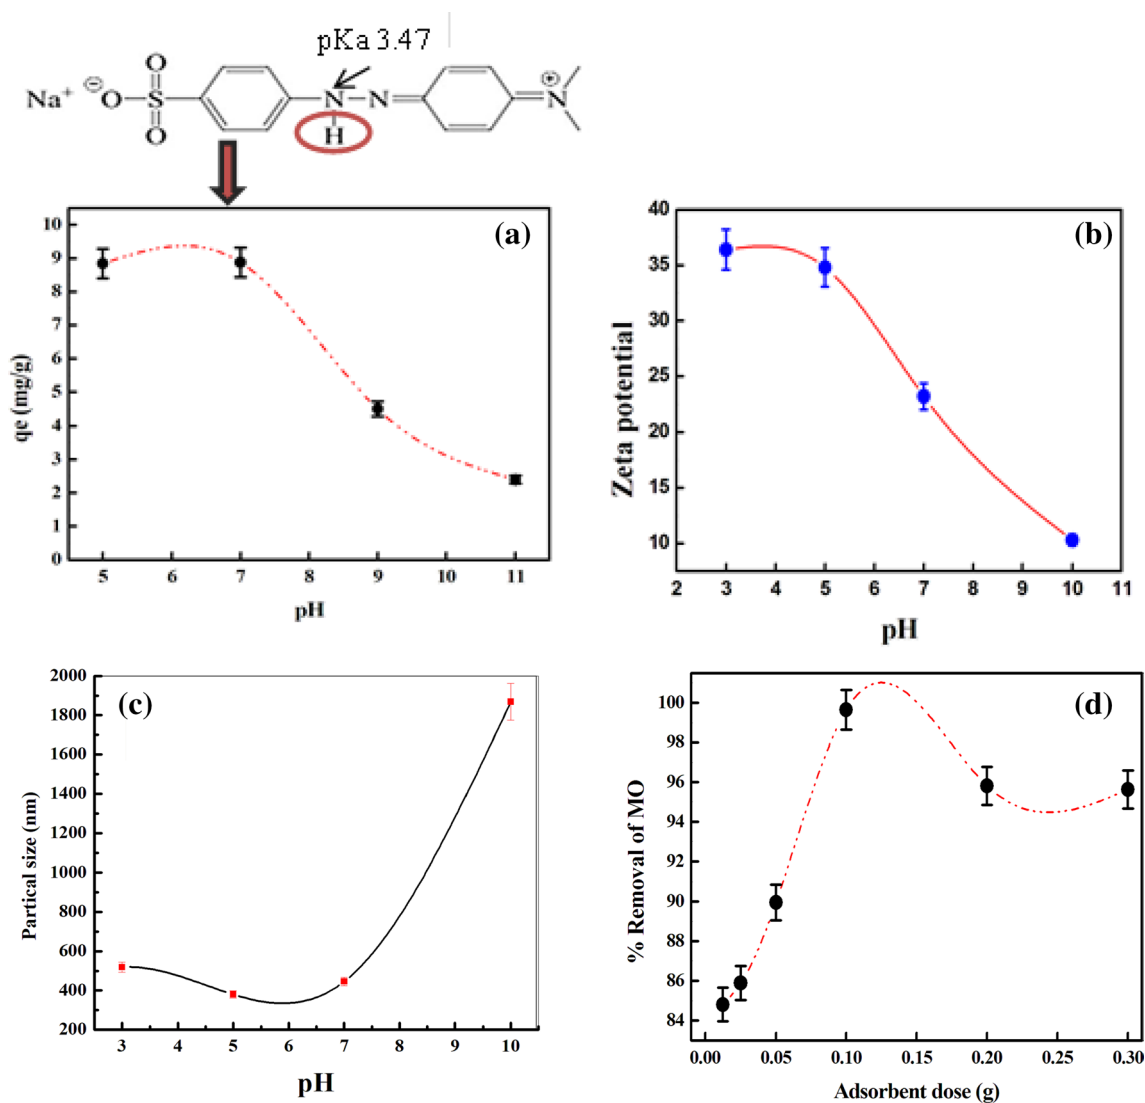 pKa 3.47
O
Na⁺ ⊖O S N N N ⊕
O H
(a)
10
9
8
7
6
5
4
3
2
1
0
qe (mg/g)
5 6 7 8 9 10 11
pH
(b)
40
35
30
25
20
15
10
Zeta potential
2 3 4 5 6 7 8 9 10 11
pH
(c)
2000
1800
1600
1400
1200
1000
800
600
400
200
Partical size (nm)
3 4 5 6 7 8 9 10
pH
(d)
100
98
96
94
92
90
88
86
84
% Removal of MO
0.00 0.05 0.10 0.15 0.20 0.25 0.30
Adsorbent dose (g)